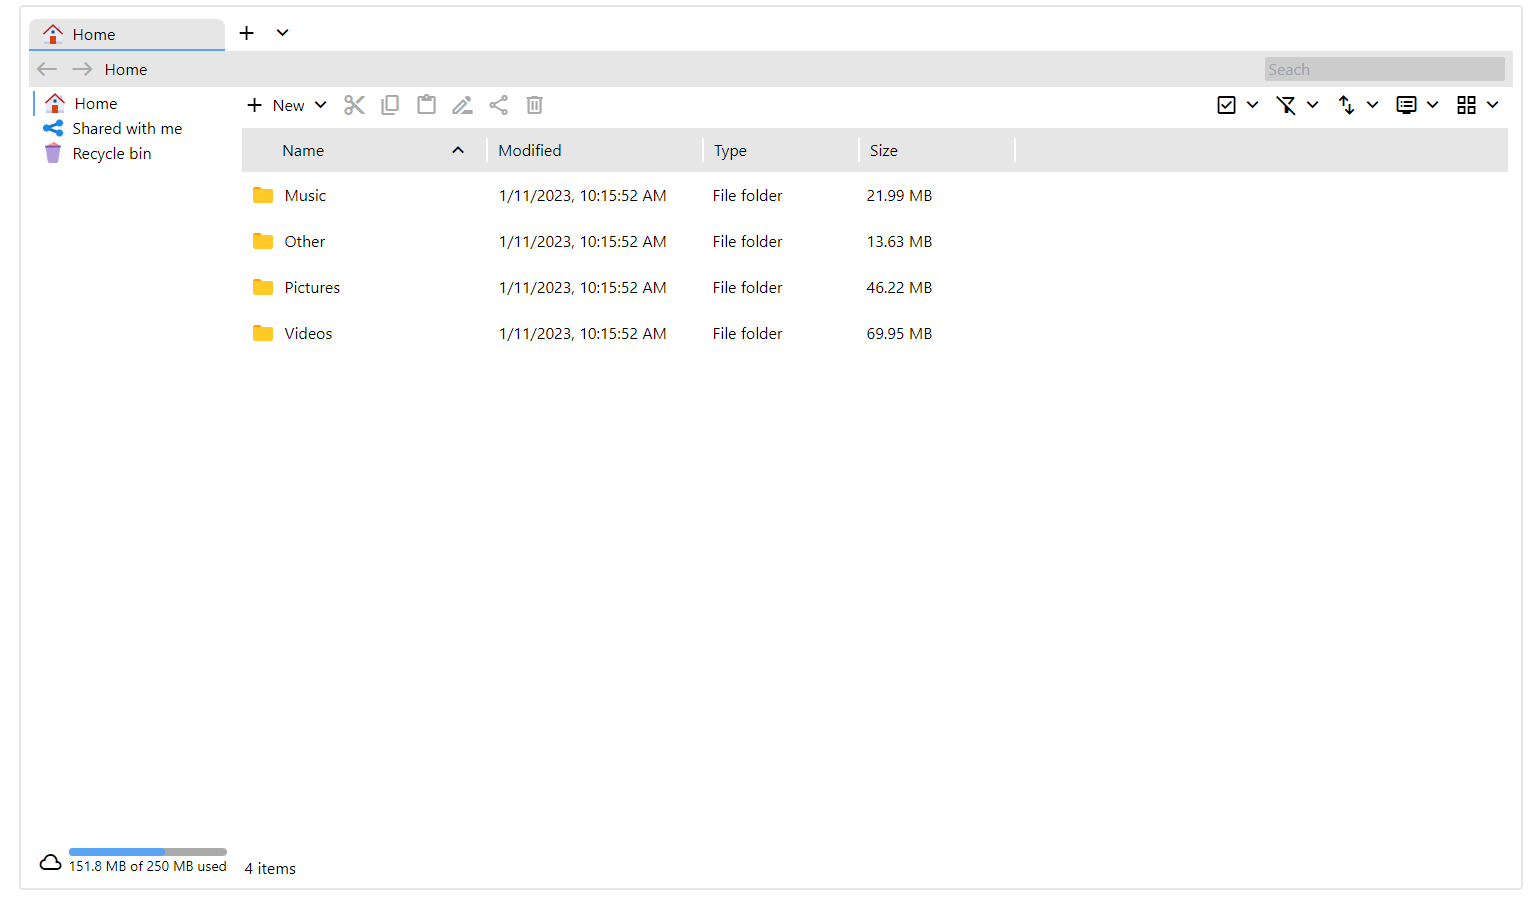 Home
Home
Seach
Home
Shared with me
Recycle bin
New
Name Modified Type Size
Music 1/11/2023, 10:15:52 AM File folder 21.99 MB
Other 1/11/2023, 10:15:52 AM File folder 13.63 MB
Pictures 1/11/2023, 10:15:52 AM File folder 46.22 MB
Videos 1/11/2023, 10:15:52 AM File folder 69.95 MB
151.8 MB of 250 MB used
4 items